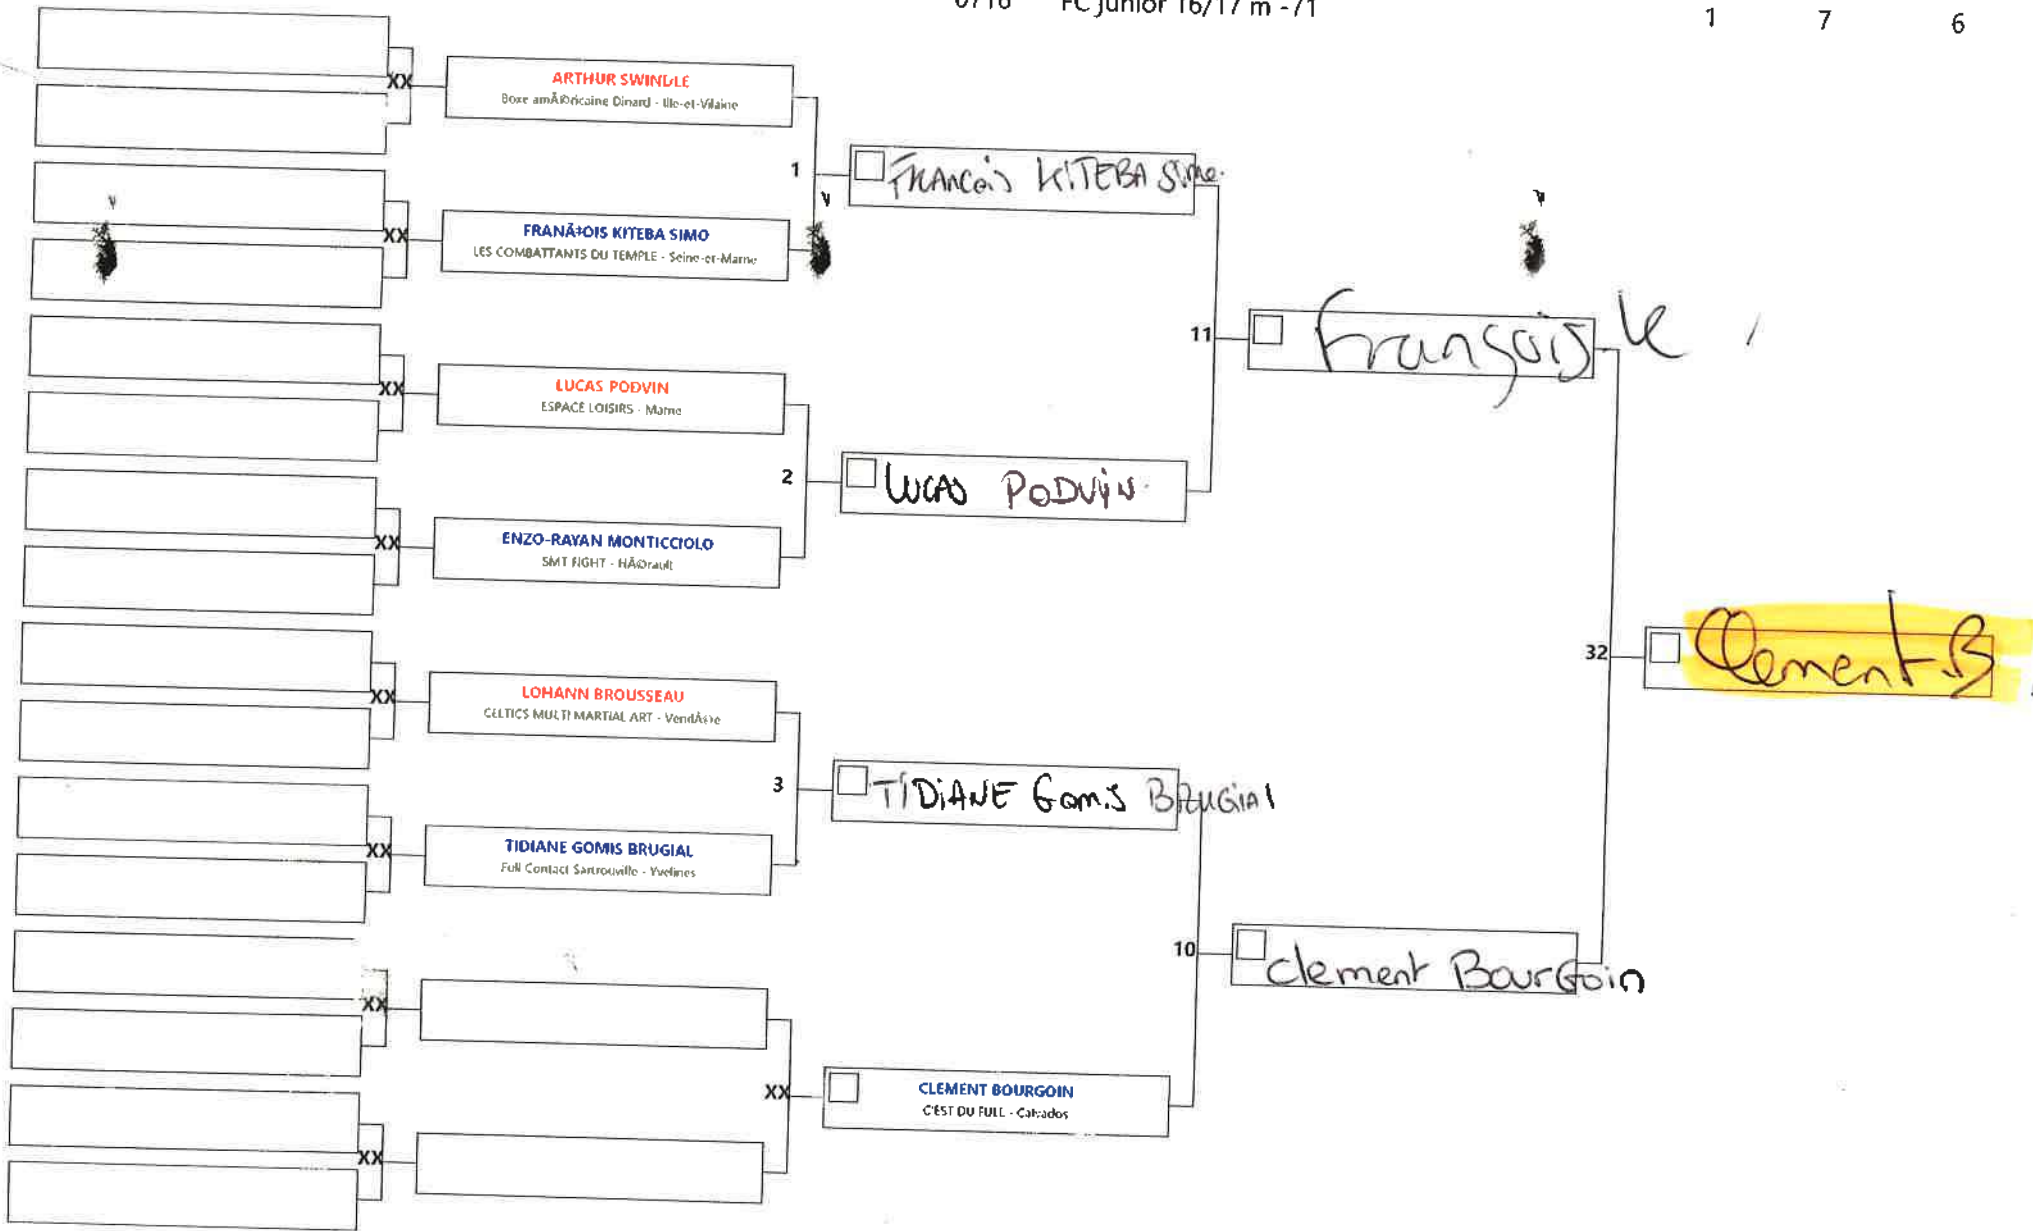 FC Junior 16/17 m -71
1 7 6
XX
ARTHUR SWINDLE
Boxe amÃ©ricaine Dinard - Ille-et-Vilaine
1
FRANCOIS KITEBA Simo.
XX
FRANÃ‡OIS KITEBA SIMO
LES COMBATTANTS DU TEMPLE - Seine-et-Marne
11
François K
XX
LUCAS PODVIN
ESPACE LOISIRS - Marne
2
LUCAS PODVIN
XX
ENZO-RAYAN MONTICCIOLO
SMT FIGHT - HÃ©rault
32
Clement B
XX
LOHANN BROUSSEAU
CELTICS MULTI MARTIAL ART - VendÃ©e
3
TIDIANE Gomis BRUGIAl
XX
TIDIANE GOMIS BRUGIAL
Full Contact Sartrouville - Yvelines
10
clement BourGoin
XX
XX
CLEMENT BOURGOIN
C'EST DU FULL - Calvados
XX